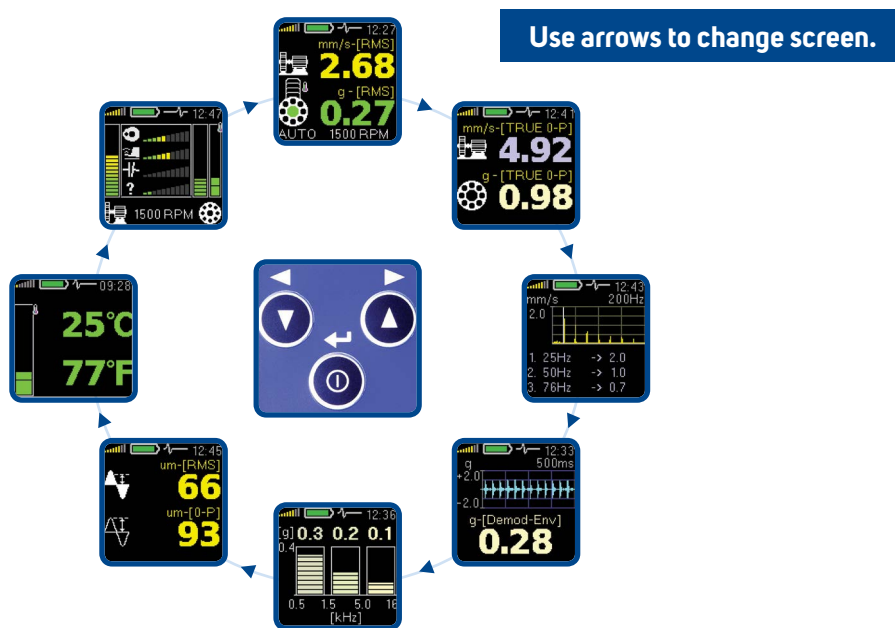 Use arrows to change screen.
12:27
mm/s-[RMS]
2.68
g - [RMS]
0.27
AUTO 1500 RPM
12:41
mm/s-[TRUE 0-P]
4.92
g - [TRUE 0-P]
0.98
12:43
mm/s 200Hz
2.0
1. 25Hz -> 2.0
2. 50Hz -> 1.0
3. 76Hz -> 0.7
12:33
g 500ms
+2.0
-2.0
g-[Demod-Env]
0.28
12:36
[g] 0.3 0.2 0.1
0.4
0.5 1.5 5.0 16
[kHz]
12:45
um-[RMS]
66
um-[0-P]
93
09:28
25°C
77°F
12:47
?
1500 RPM